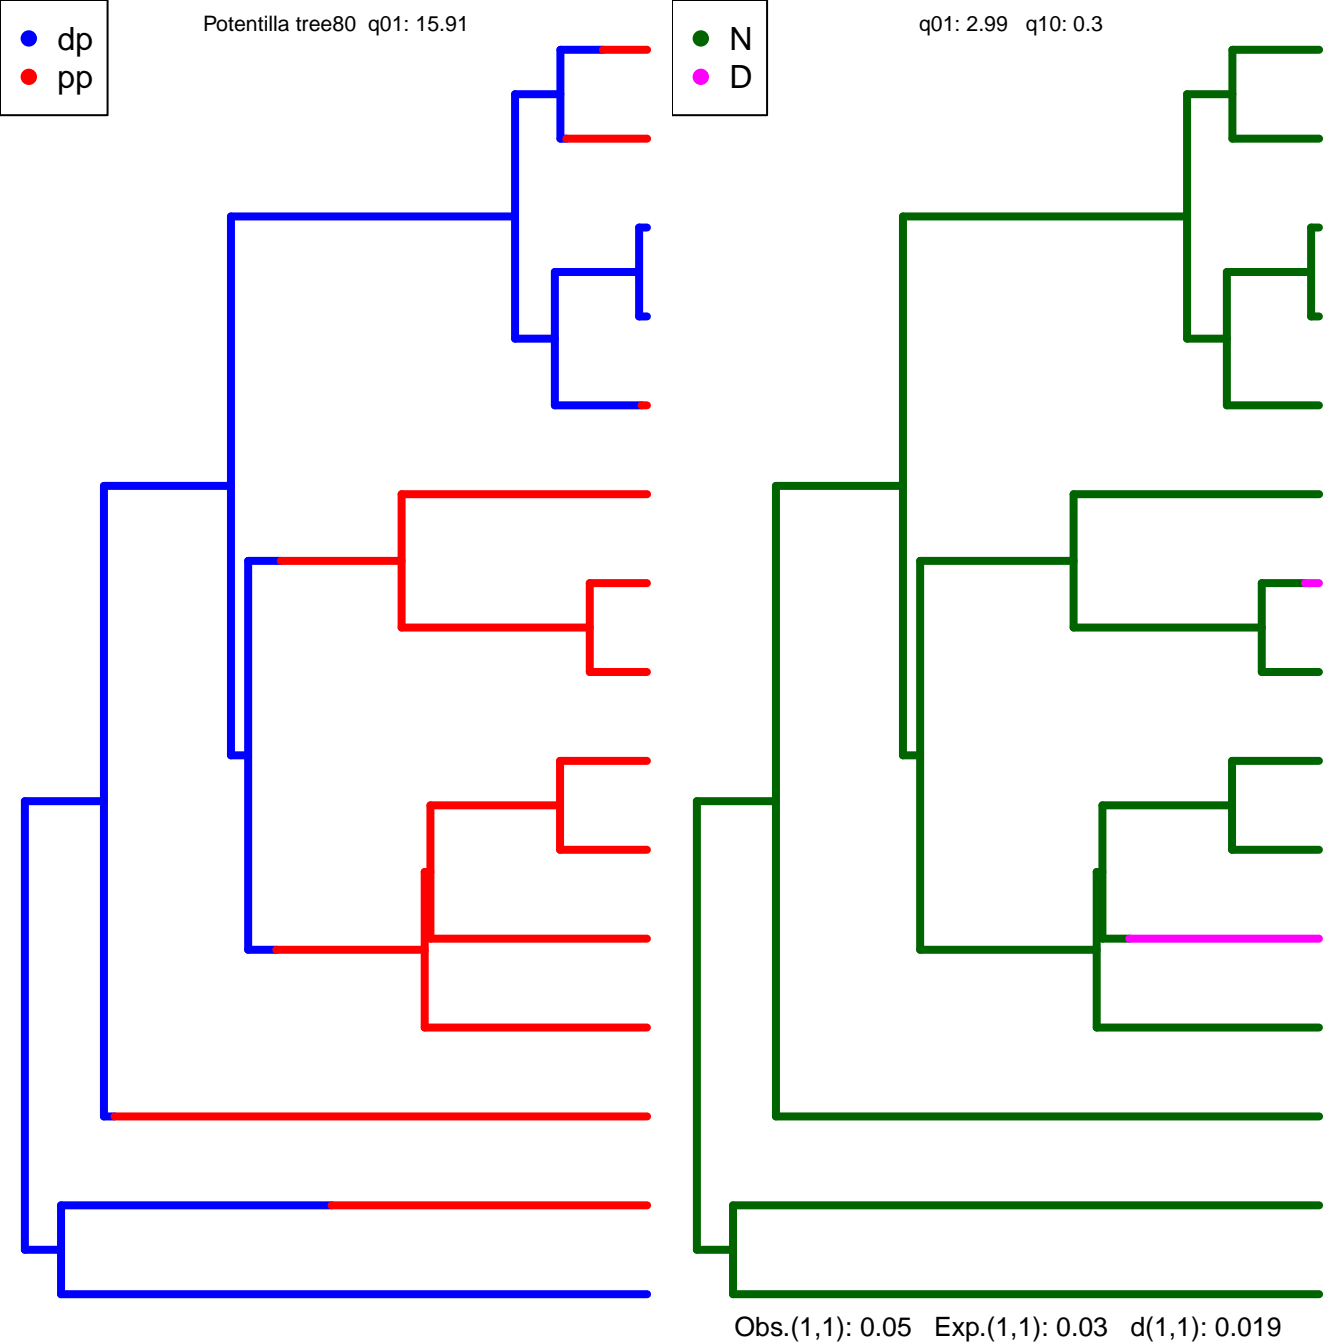 Potentilla tree80  q01: 15.91
dp
pp
q01: 2.99   q10: 0.3
N
D
Obs.(1,1): 0.05   Exp.(1,1): 0.03   d(1,1): 0.019